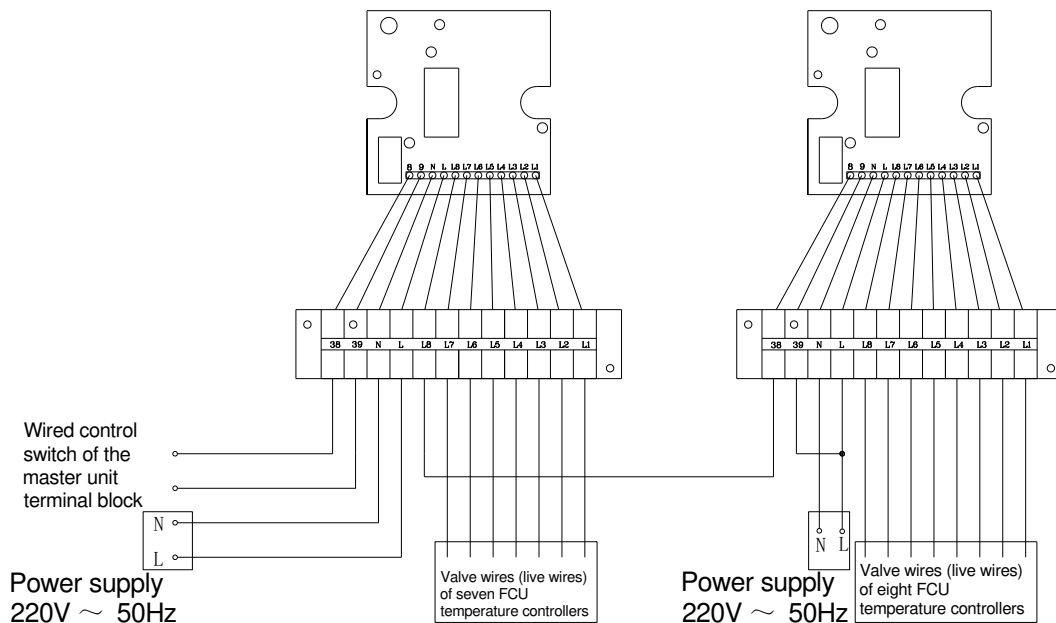 8 9 N L L8 L7 L6 L5 L4 L3 L2 L1
8 9 N L L8 L7 L6 L5 L4 L3 L2 L1
38 39 N L L8 L7 L6 L5 L4 L3 L2 L1
38 39 N L L8 L7 L6 L5 L4 L3 L2 L1
Wired control
switch of the
master unit
terminal block
N
L
Power supply
220V ～ 50Hz
Valve wires (live wires)
of seven FCU
temperature controllers
N L
Power supply
220V ～ 50Hz
Valve wires (live wires)
of eight FCU
temperature controllers